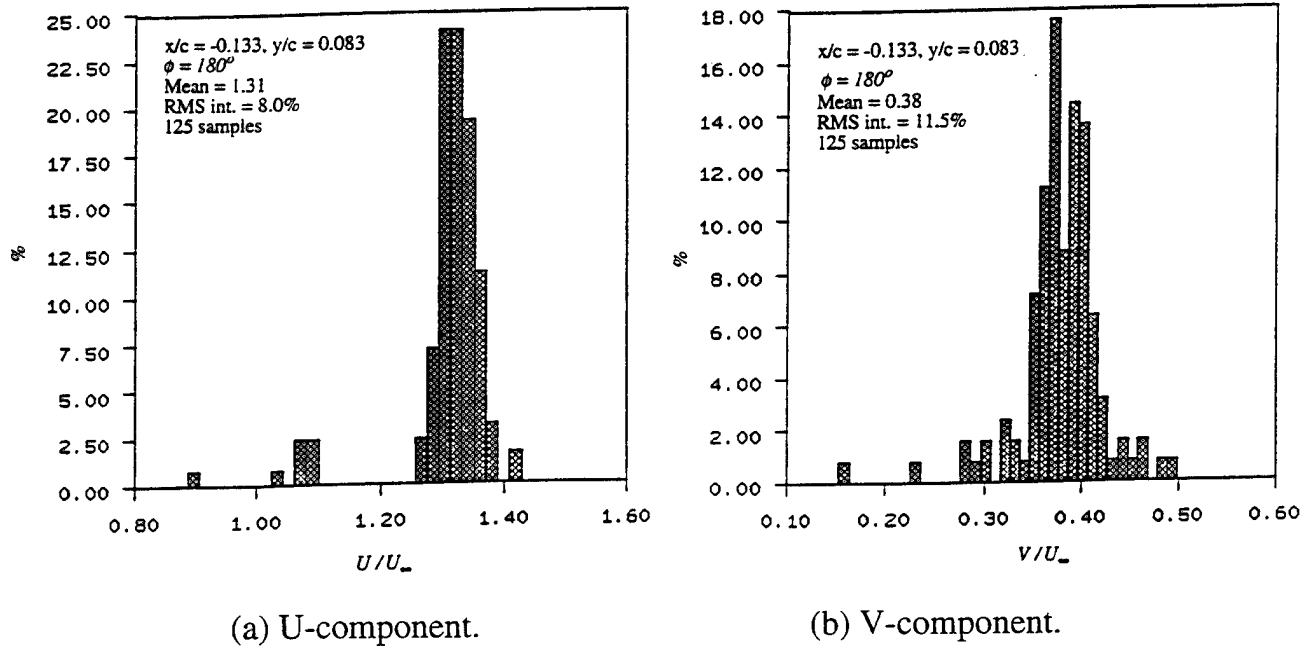 25.00
22.50
20.00
17.50
15.00
12.50
10.00
7.50
5.00
2.50
0.00
%
x/c = -0.133, y/c = 0.083
ϕ = 180°
Mean = 1.31
RMS int. = 8.0%
125 samples
0.80 1.00 1.20 1.40 1.60
U/U∞
(a) U-component.
18.00
16.00
14.00
12.00
10.00
8.00
6.00
4.00
2.00
0.00
%
x/c = -0.133, y/c = 0.083
ϕ = 180°
Mean = 0.38
RMS int. = 11.5%
125 samples
0.10 0.20 0.30 0.40 0.50 0.60
V/U∞
(b) V-component.